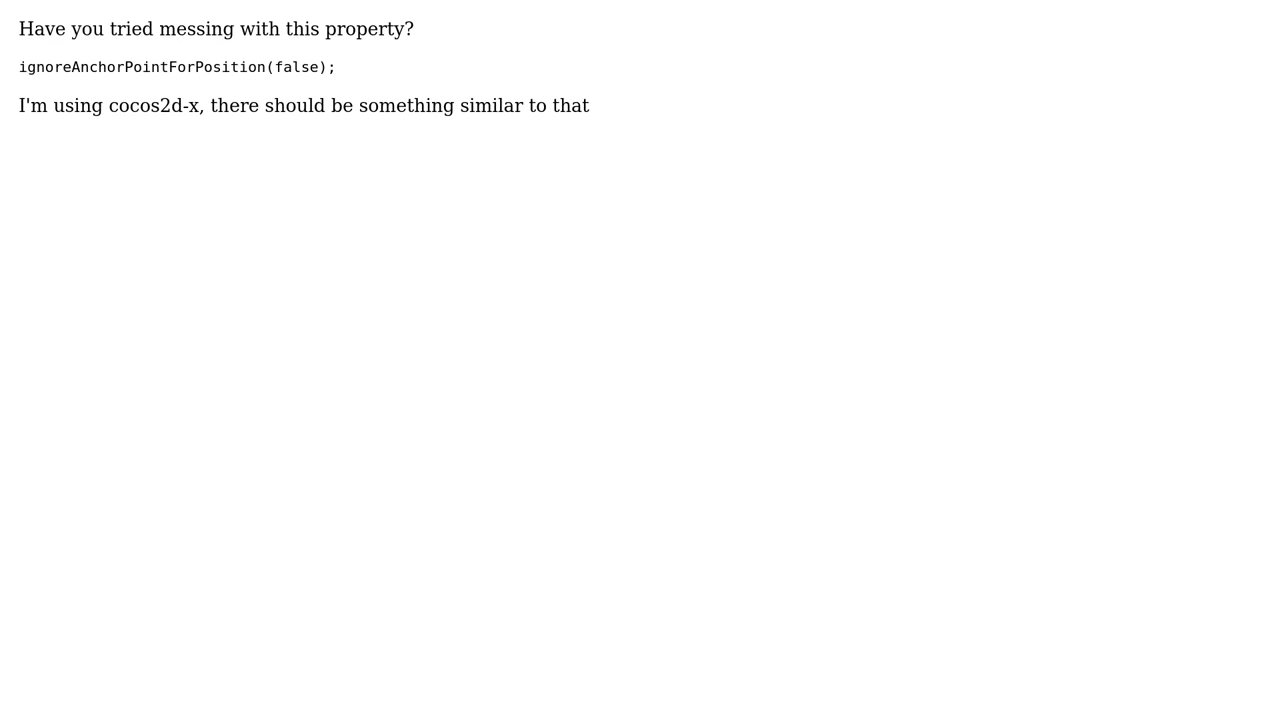 Have you tried messing with this property?
ignoreAnchorPointForPosition(false);
I'm using cocos2d-x, there should be something similar to that